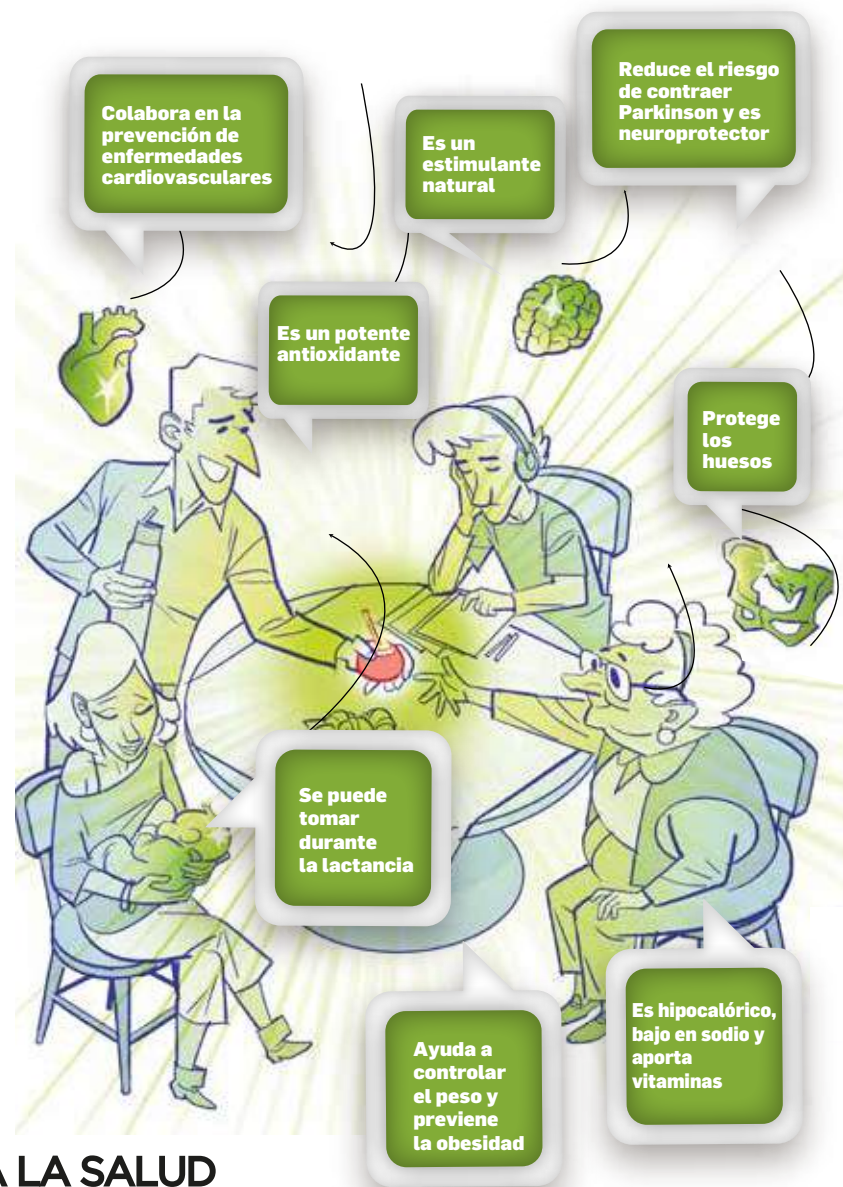 Colabora en la
prevención de
enfermedades
cardiovasculares
Es un
estimulante
natural
Reduce el riesgo
de contraer
Parkinson y es
neuroprotector
Es un potente
antioxidante
Protege
los
huesos
Se puede
tomar
durante
la lactancia
Ayuda a
controlar
el peso y
previene
la obesidad
Es hipocalórico,
bajo en sodio y
aporta
vitaminas
A LA SALUD